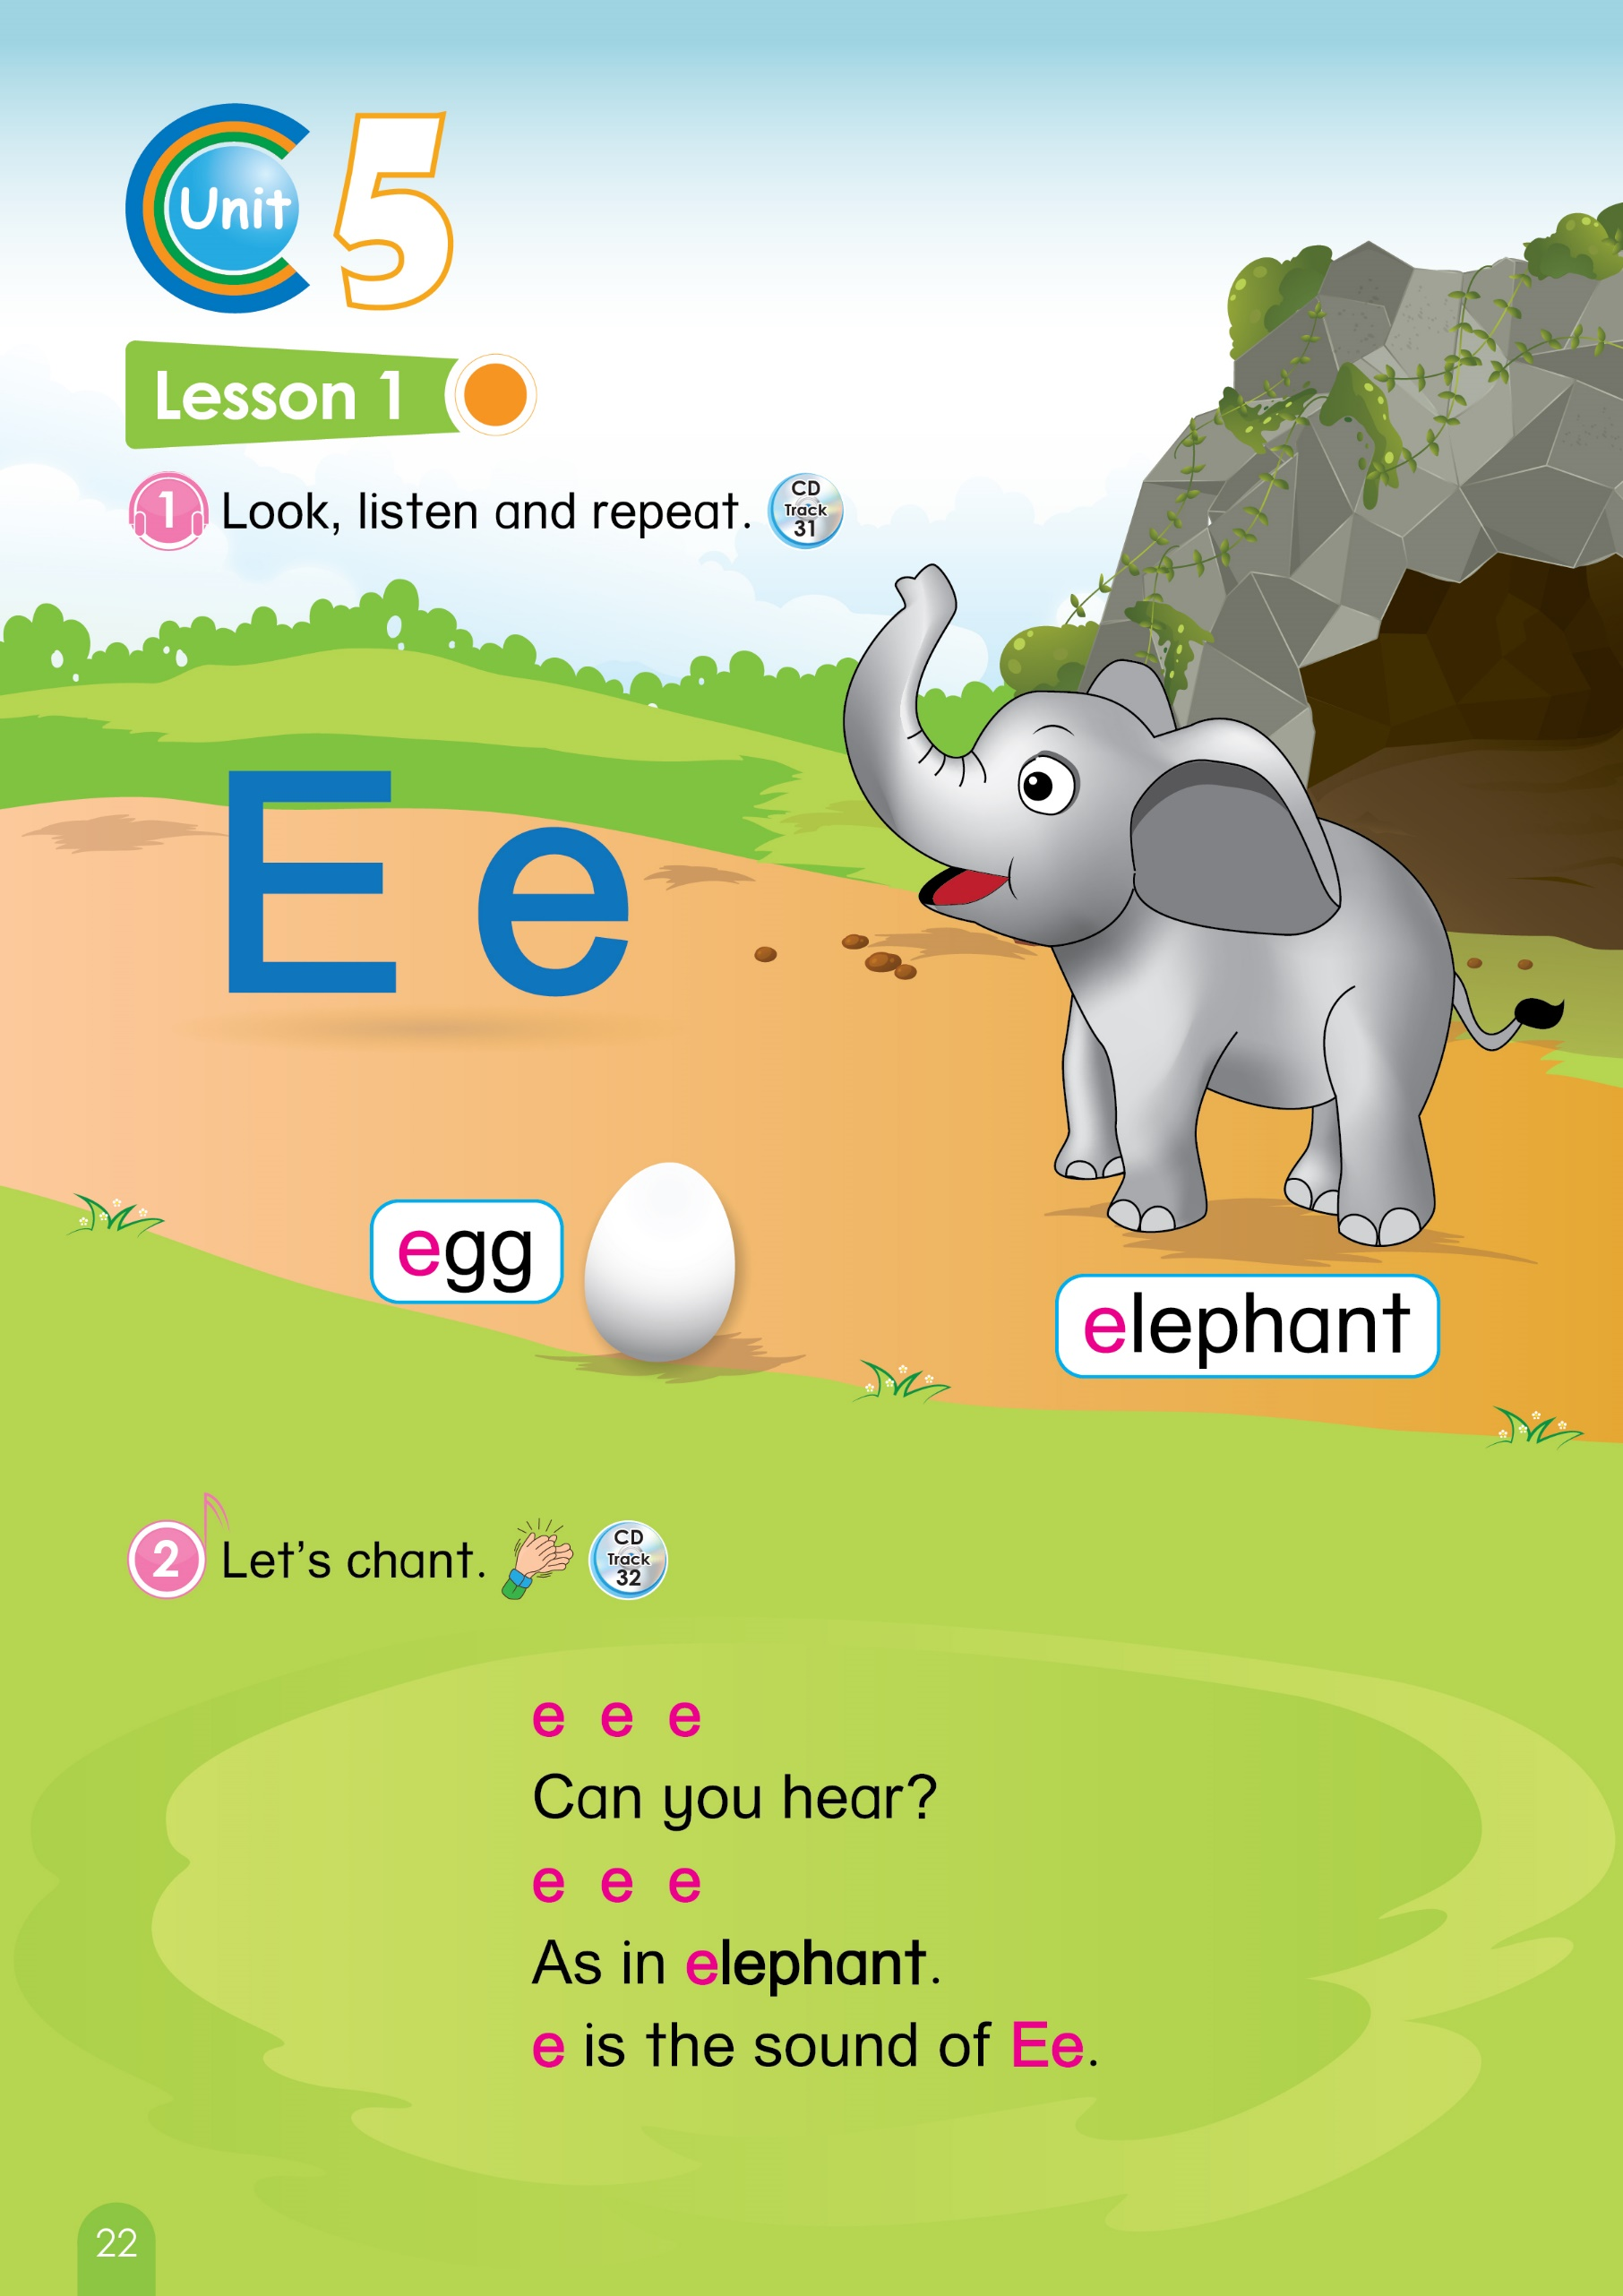 Unit 5
Lesson 1
1 Look, listen and repeat. CD Track 31
E e
egg
elephant
2 Let's chant. CD Track 32
e e e
Can you hear?
e e e
As in elephant.
e is the sound of Ee.
22